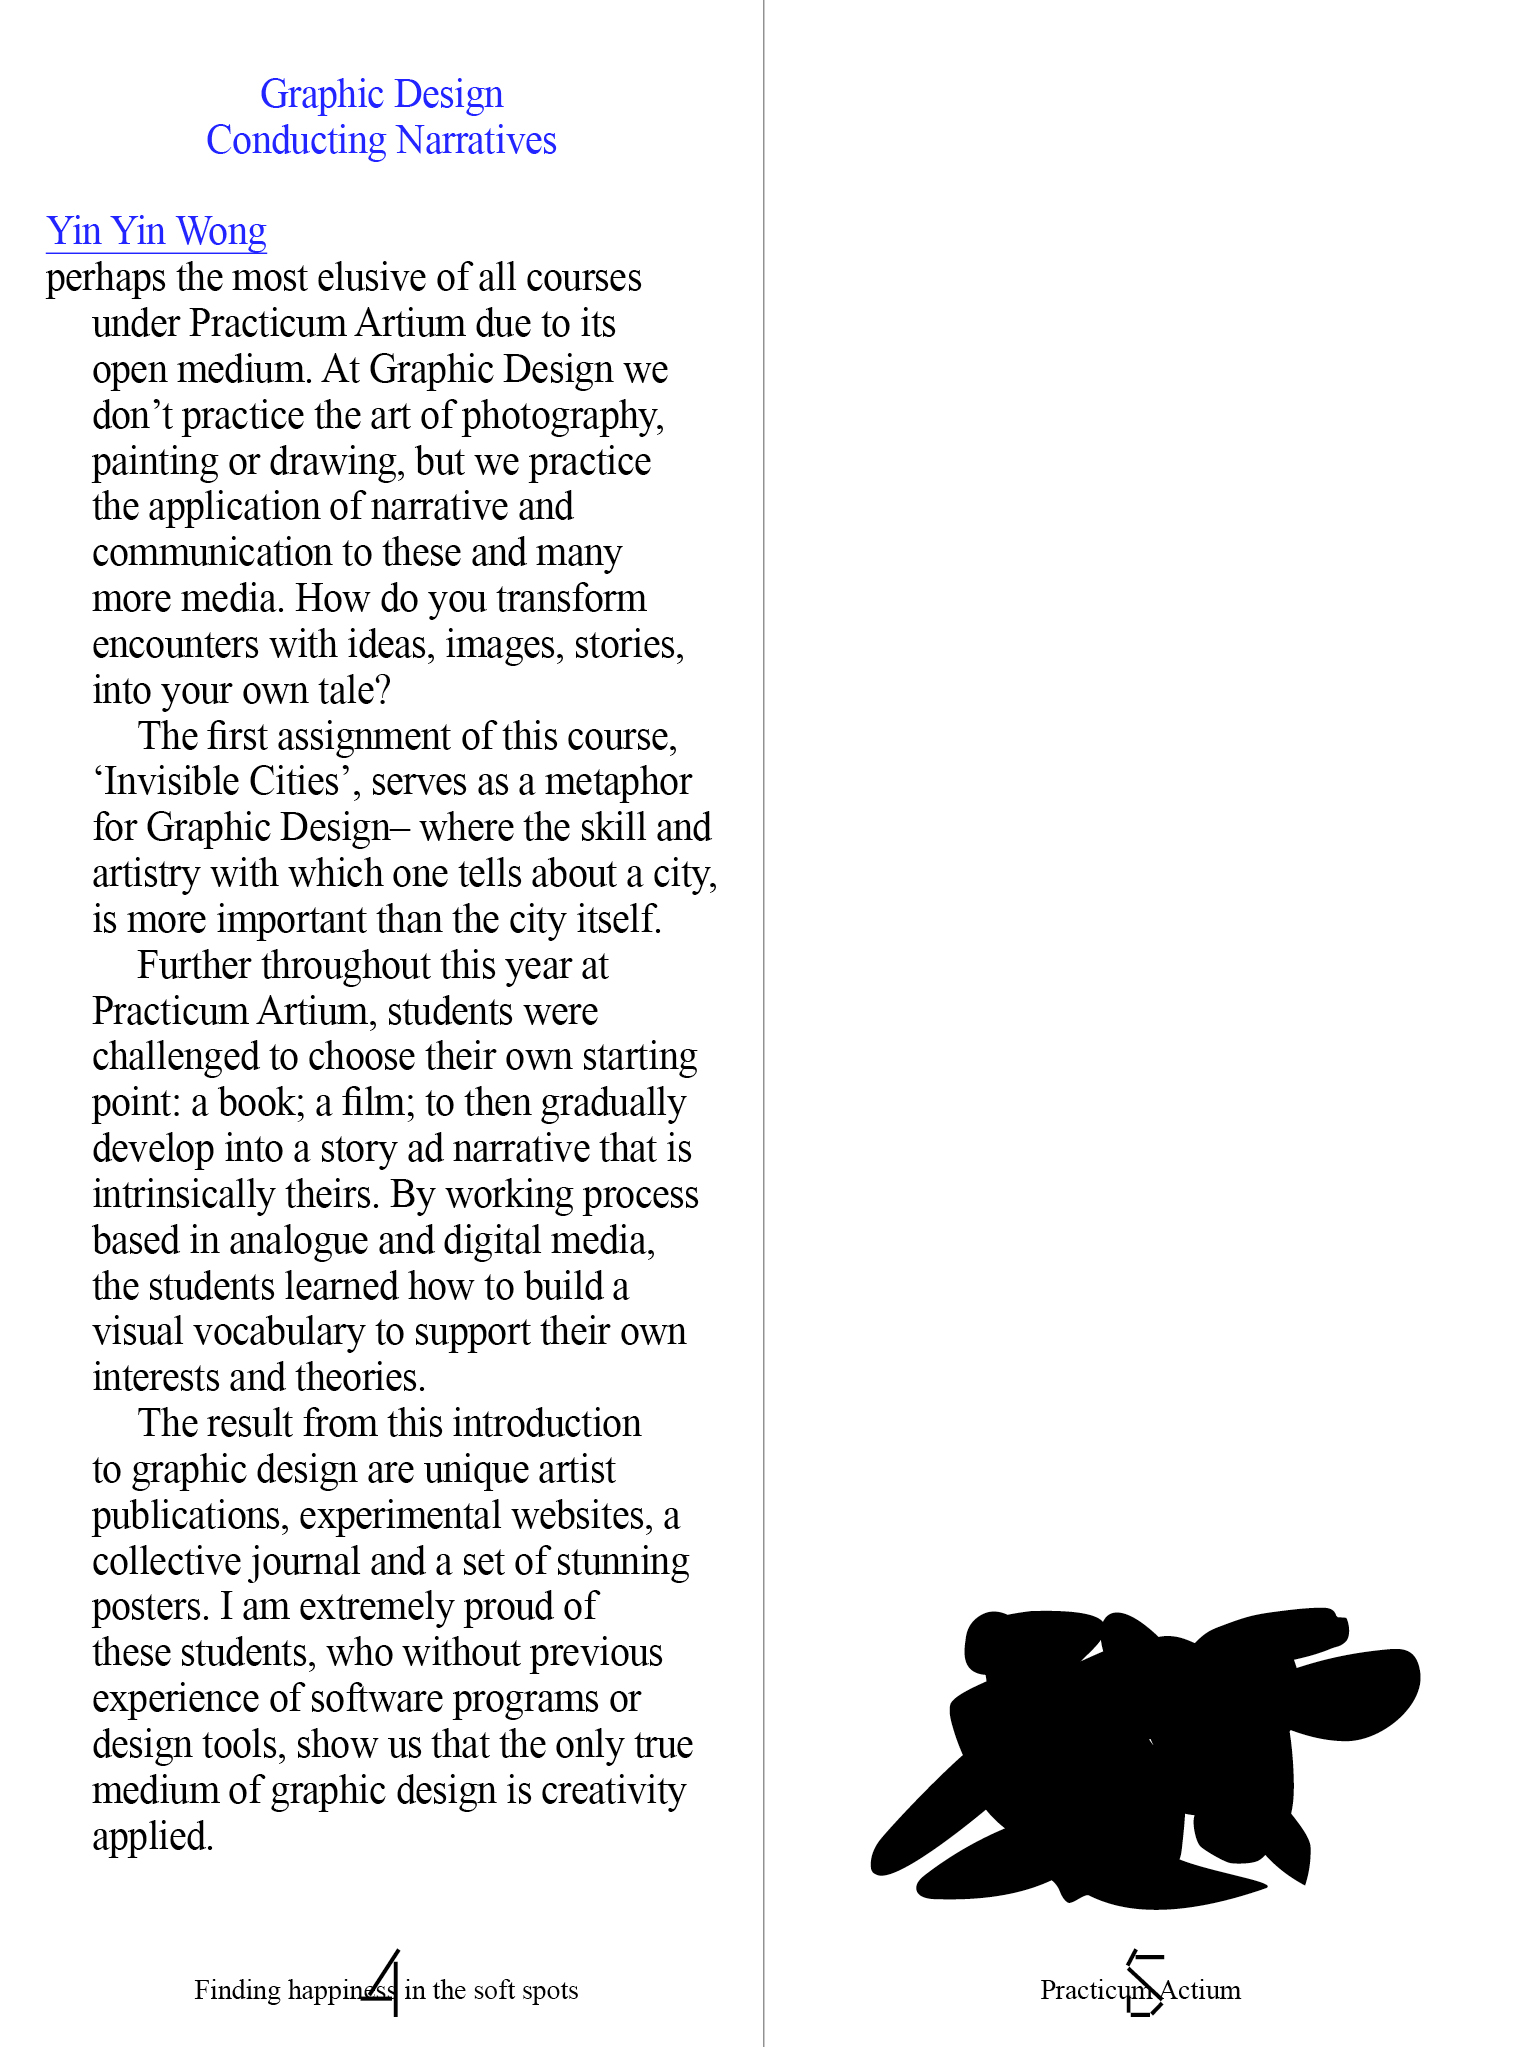 Graphic Design
Conducting Narratives
Yin Yin Wong
perhaps the most elusive of all courses
under Practicum Artium due to its
open medium. At Graphic Design we
don’t practice the art of photography,
painting or drawing, but we practice
the application of narrative and
communication to these and many
more media. How do you transform
encounters with ideas, images, stories,
into your own tale?
The first assignment of this course,
‘Invisible Cities’, serves as a metaphor
for Graphic Design– where the skill and
artistry with which one tells about a city,
is more important than the city itself.
Further throughout this year at
Practicum Artium, students were
challenged to choose their own starting
point: a book; a film; to then gradually
develop into a story ad narrative that is
intrinsically theirs. By working process
based in analogue and digital media,
the students learned how to build a
visual vocabulary to support their own
interests and theories.
The result from this introduction
to graphic design are unique artist
publications, experimental websites, a
collective journal and a set of stunning
posters. I am extremely proud of
these students, who without previous
experience of software programs or
design tools, show us that the only true
medium of graphic design is creativity
applied.
Finding happiness in the soft spots
4
Practicum Actium
5